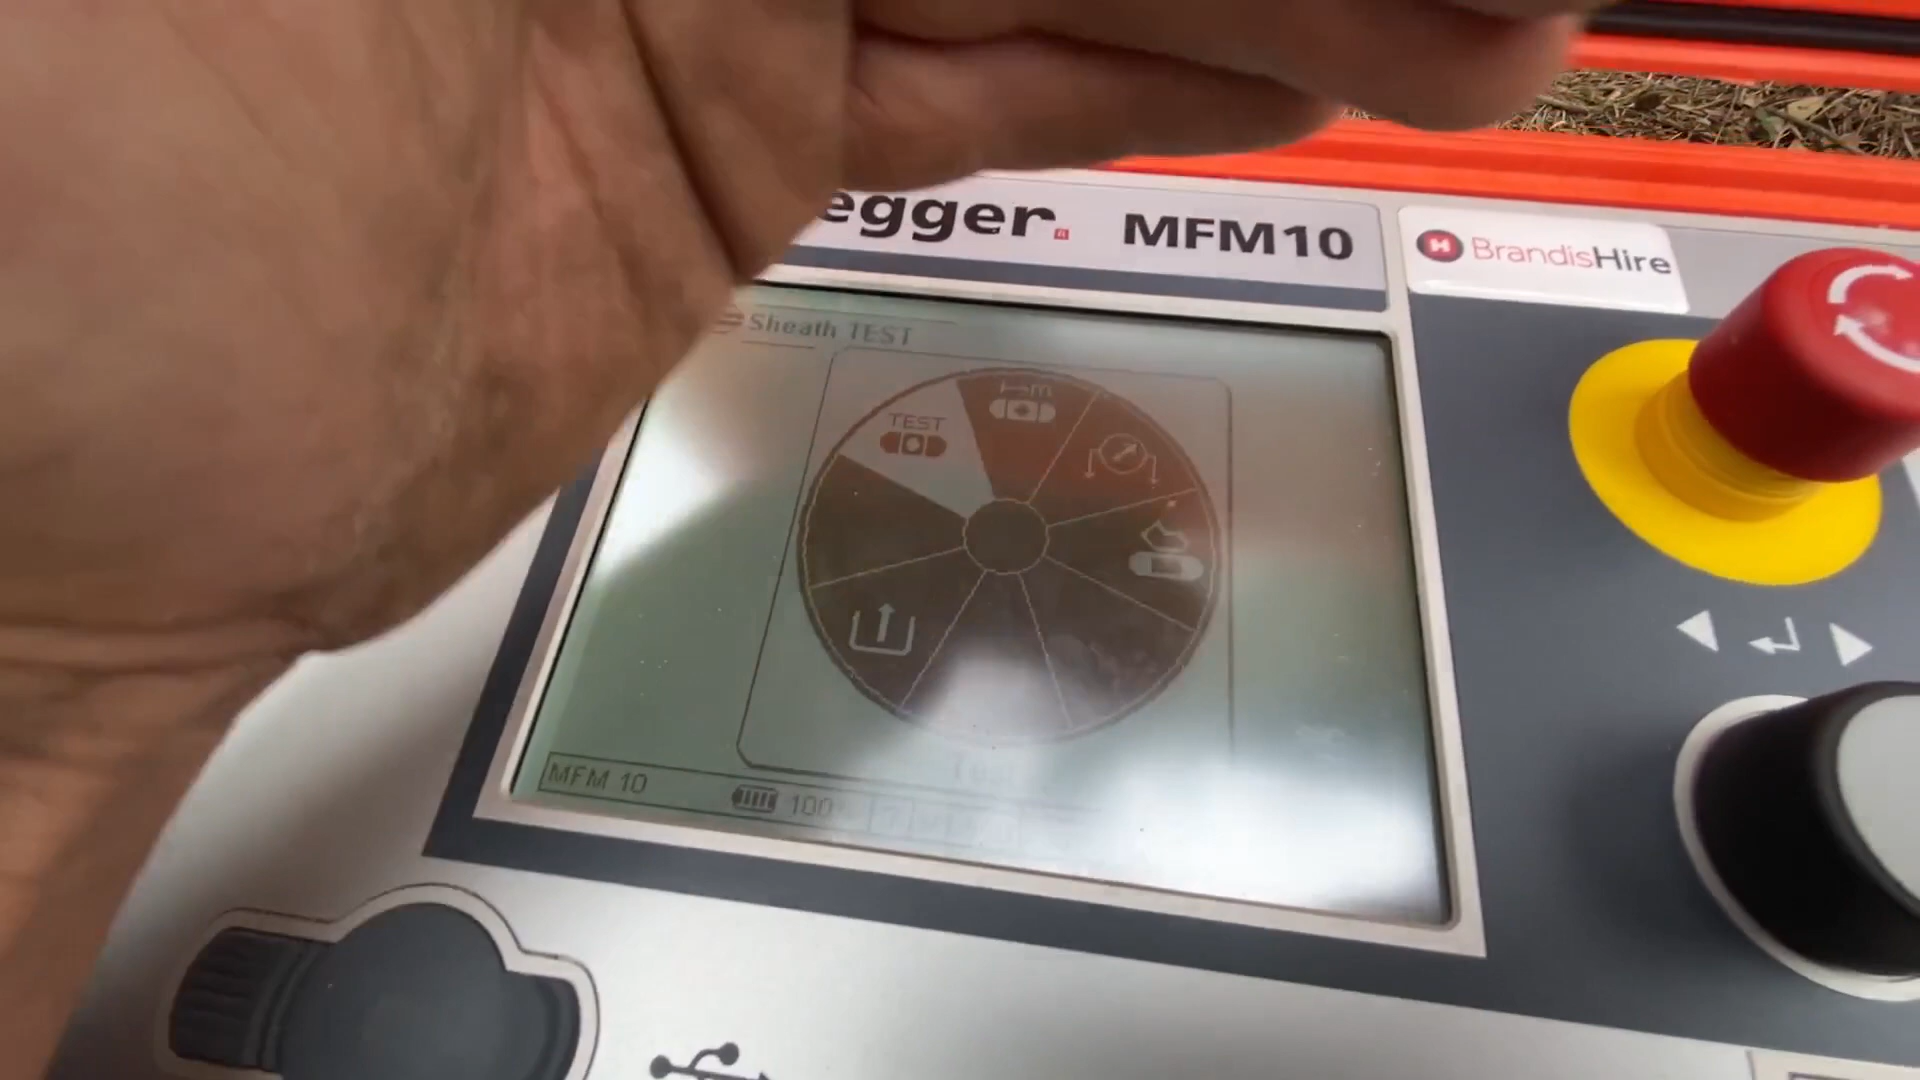 egger. MFM10
BrandisHire
Sheath TEST
m
TEST
MFM 10
100